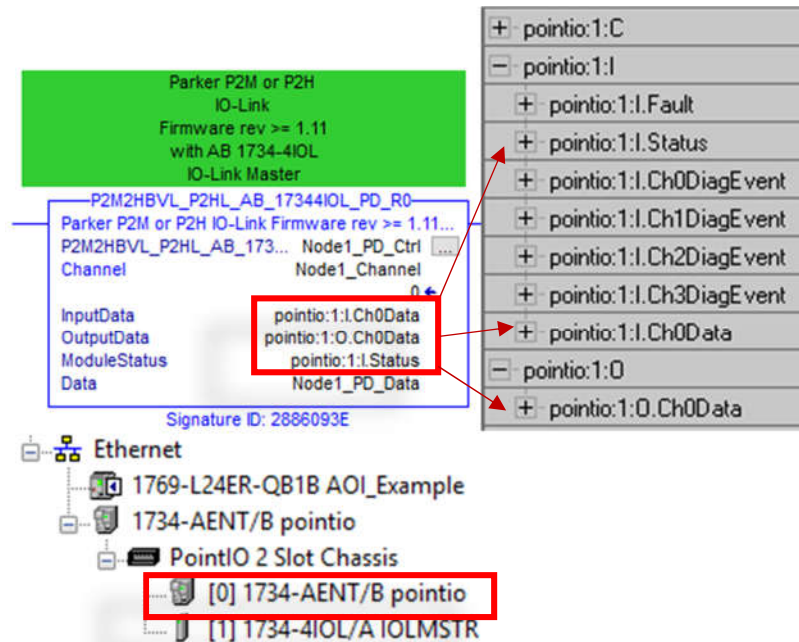 Parker P2M or P2H
IO-Link
Firmware rev >= 1.11
with AB 1734-4IOL
IO-Link Master
P2M2HBVL_P2HL_AB_17344IOL_PD_R0
Parker P2M or P2H IO-Link Firmware rev >= 1.11...
P2M2HBVL_P2HL_AB_173... Node1_PD_Ctrl ...
Channel Node1_Channel
0
InputData pointio:1:I.Ch0Data
OutputData pointio:1:O.Ch0Data
ModuleStatus pointio:1:I.Status
Data Node1_PD_Data
Signature ID: 2886093E
pointio:1:C
pointio:1:I
pointio:1:I.Fault
pointio:1:I.Status
pointio:1:I.Ch0DiagEvent
pointio:1:I.Ch1DiagEvent
pointio:1:I.Ch2DiagEvent
pointio:1:I.Ch3DiagEvent
pointio:1:I.Ch0Data
pointio:1:O
pointio:1:O.Ch0Data
Ethernet
1769-L24ER-QB1B AOI_Example
1734-AENT/B pointio
PointIO 2 Slot Chassis
[0] 1734-AENT/B pointio
[1] 1734-4IOL/A IOLMSTR